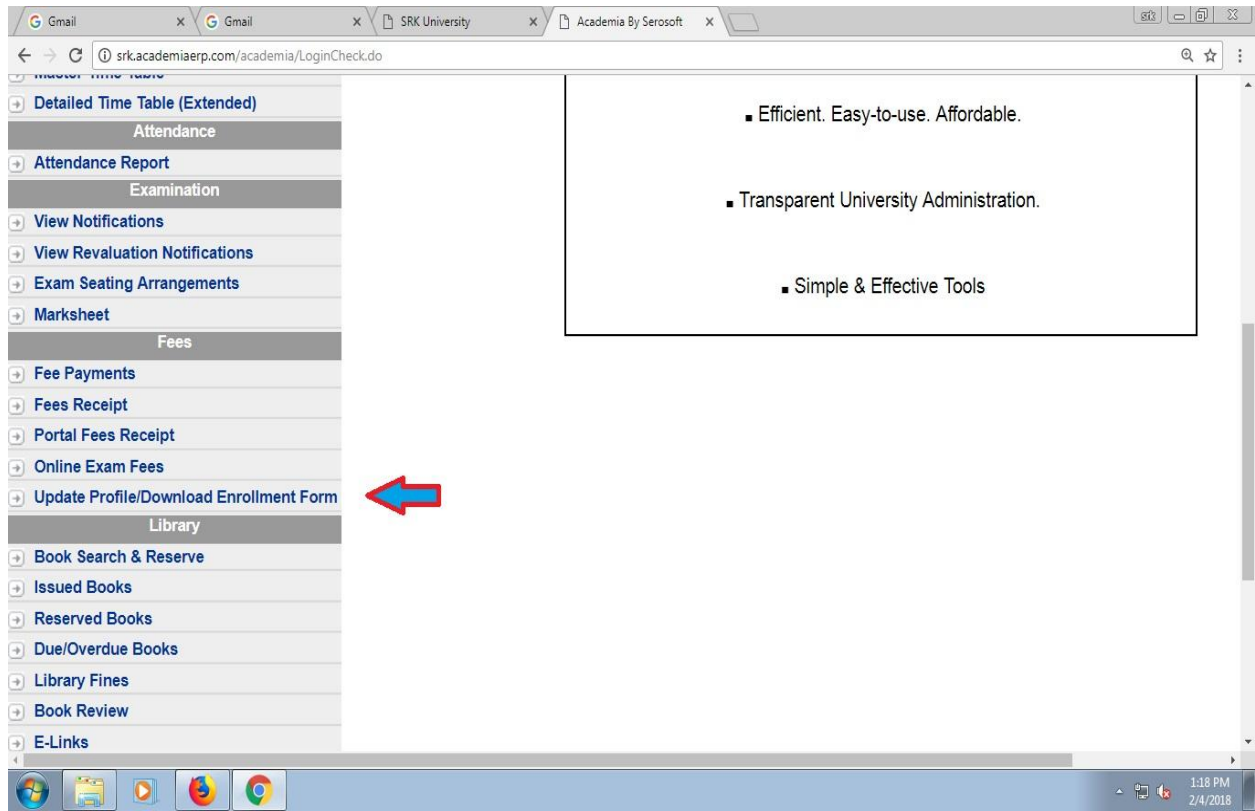 Gmail
Gmail
SRK University
Academia By Serosoft
srk
srk.academiaerp.com/academia/LoginCheck.do
Master Time Table
Detailed Time Table (Extended)
Attendance
Attendance Report
Examination
View Notifications
View Revaluation Notifications
Exam Seating Arrangements
Marksheet
Fees
Fee Payments
Fees Receipt
Portal Fees Receipt
Online Exam Fees
Update Profile/Download Enrollment Form
Library
Book Search & Reserve
Issued Books
Reserved Books
Due/Overdue Books
Library Fines
Book Review
E-Links
▪ Efficient. Easy-to-use. Affordable.
▪ Transparent University Administration.
▪ Simple & Effective Tools
1:18 PM
2/4/2018